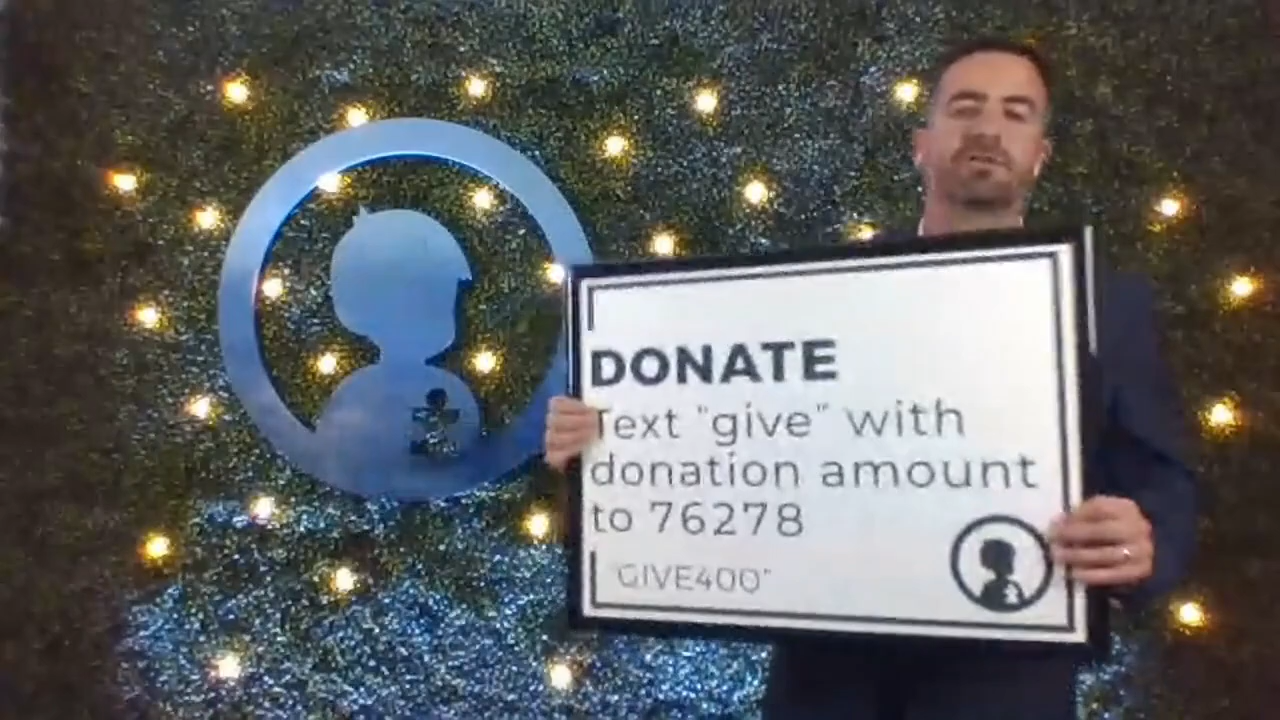 DONATE
Text "give" with
donation amount
to 76278
"GIVE400"